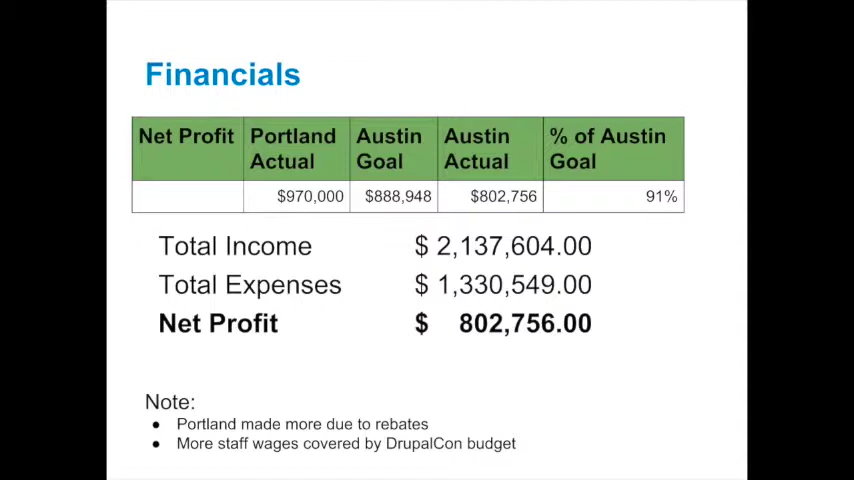 Financials
Net Profit Portland Actual Austin Goal Austin Actual % of Austin Goal
$970,000 $888,948 $802,756 91%
Total Income $ 2,137,604.00
Total Expenses $ 1,330,549.00
Net Profit $ 802,756.00
Note:
● Portland made more due to rebates
● More staff wages covered by DrupalCon budget